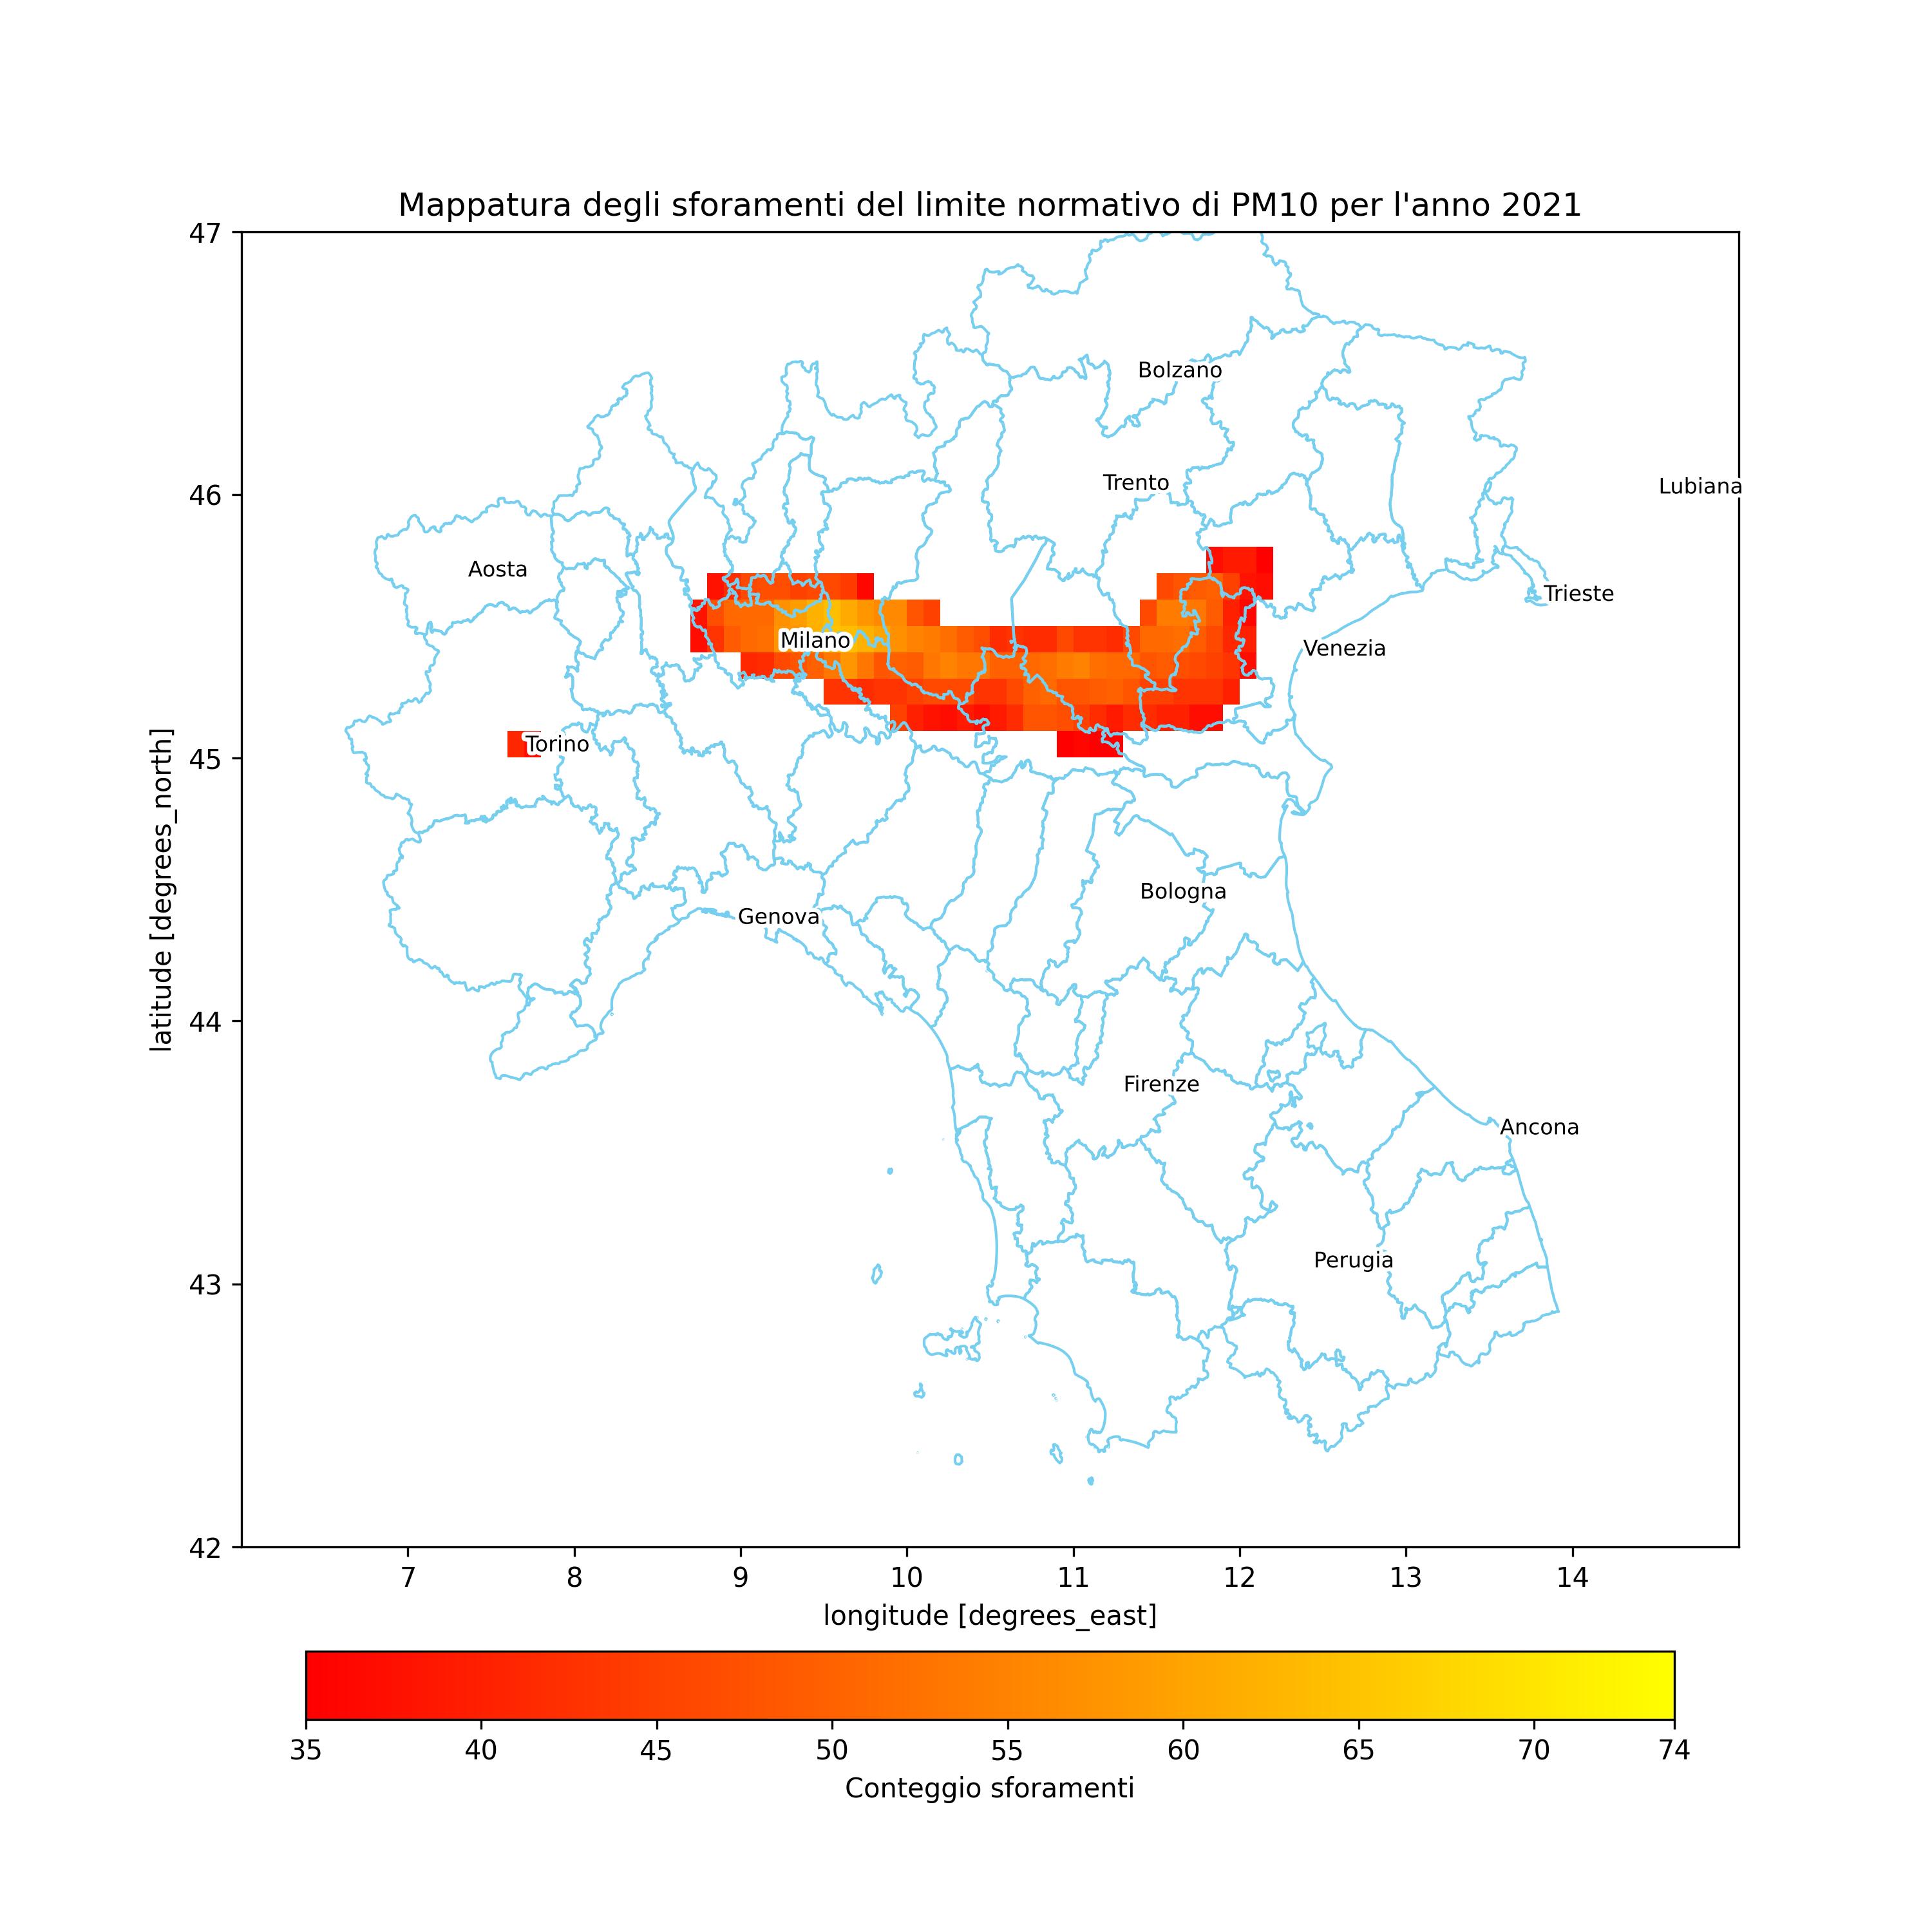 Mappatura degli sforamenti del limite normativo di PM10 per l'anno 2021
47
Bolzano
46
Trento
Lubiana
Aosta
Trieste
Milano
Venezia
Torino
45
Bologna
Genova
44
Firenze
Ancona
Perugia
43
42
latitude [degrees_north]
7 8 9 10 11 12 13 14
longitude [degrees_east]
35 40 45 50 55 60 65 70 74
Conteggio sforamenti